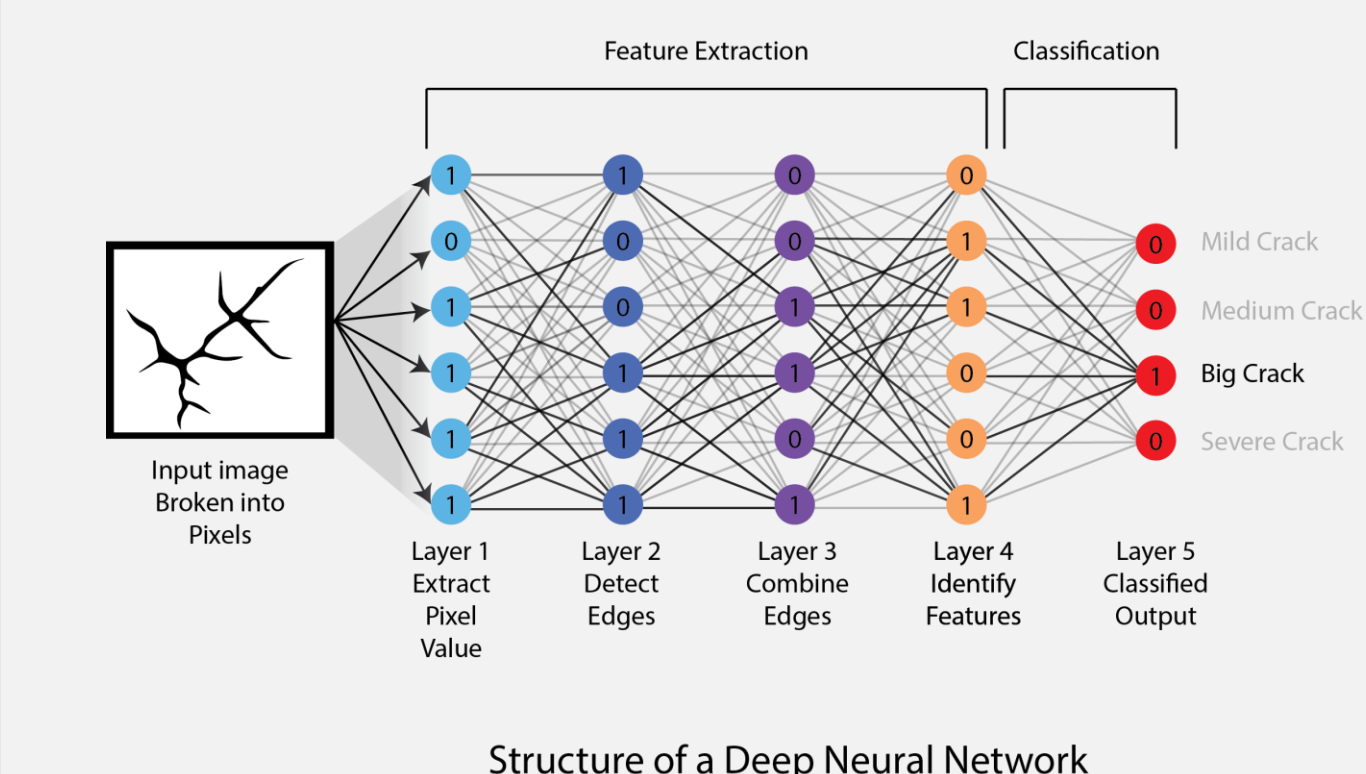 Feature Extraction
Classification
1 1 0 0
0 0 0 1 0 Mild Crack
1 0 1 1 0 Medium Crack
1 1 1 0 1 Big Crack
1 1 0 0 0 Severe Crack
1 1 1 1
Input image
Broken into
Pixels
Layer 1
Extract
Pixel
Value
Layer 2
Detect
Edges
Layer 3
Combine
Edges
Layer 4
Identify
Features
Layer 5
Classified
Output
Structure of a Deep Neural Network